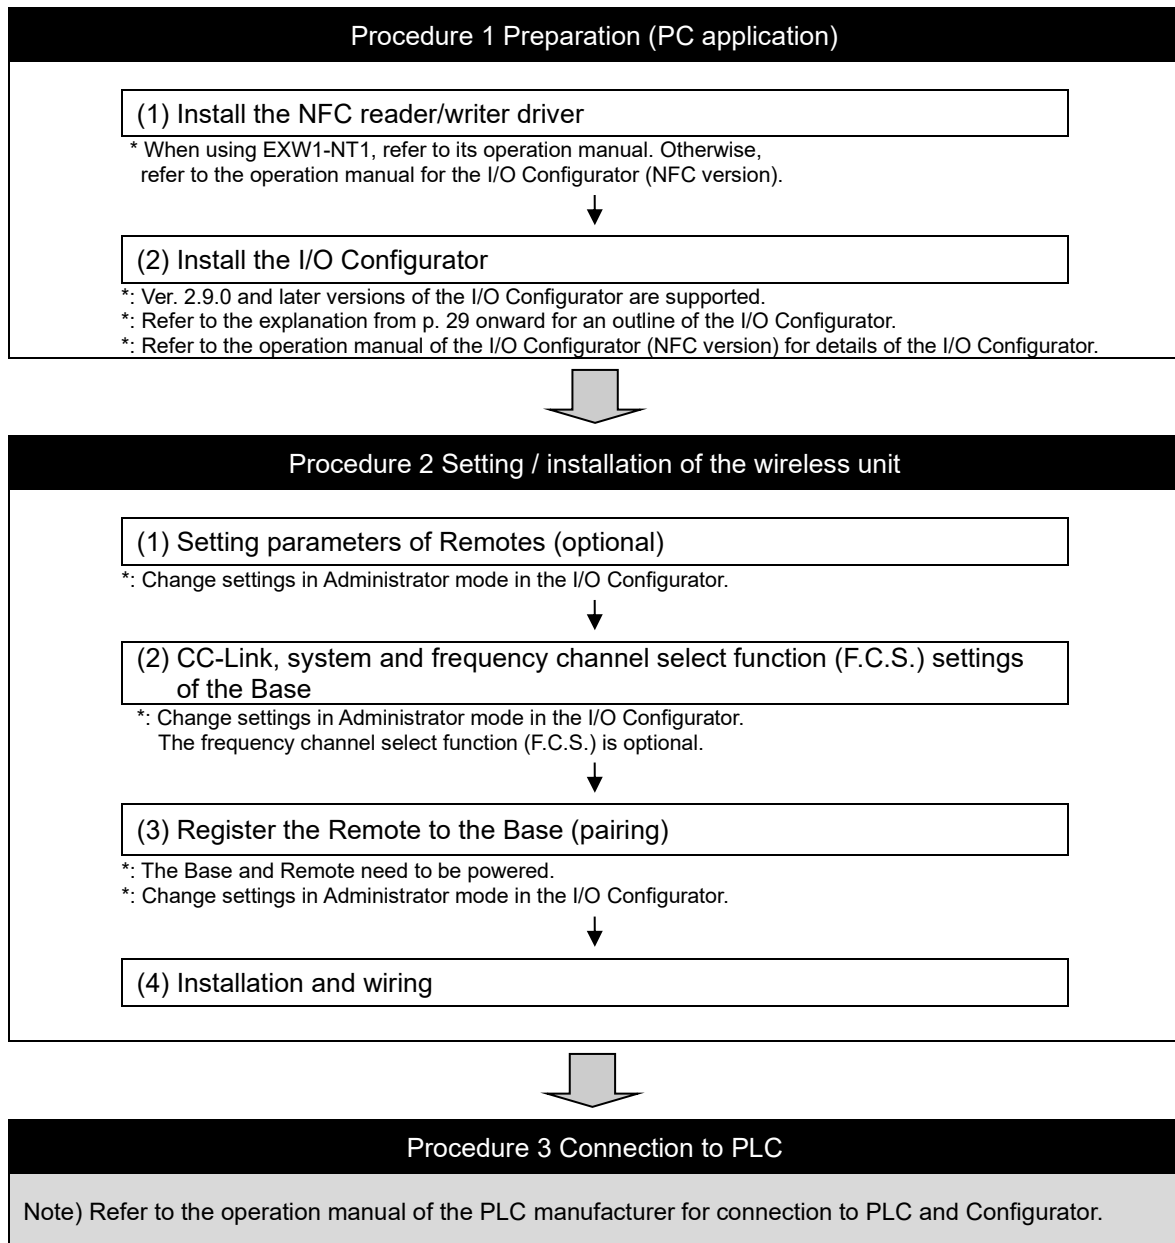 Procedure 1 Preparation (PC application)
(1) Install the NFC reader/writer driver
* When using EXW1-NT1, refer to its operation manual. Otherwise,
refer to the operation manual for the I/O Configurator (NFC version).
(2) Install the I/O Configurator
*: Ver. 2.9.0 and later versions of the I/O Configurator are supported.
*: Refer to the explanation from p. 29 onward for an outline of the I/O Configurator.
*: Refer to the operation manual of the I/O Configurator (NFC version) for details of the I/O Configurator.
Procedure 2 Setting / installation of the wireless unit
(1) Setting parameters of Remotes (optional)
*: Change settings in Administrator mode in the I/O Configurator.
(2) CC-Link, system and frequency channel select function (F.C.S.) settings
of the Base
*: Change settings in Administrator mode in the I/O Configurator.
The frequency channel select function (F.C.S.) is optional.
(3) Register the Remote to the Base (pairing)
*: The Base and Remote need to be powered.
*: Change settings in Administrator mode in the I/O Configurator.
(4) Installation and wiring
Procedure 3 Connection to PLC
Note) Refer to the operation manual of the PLC manufacturer for connection to PLC and Configurator.